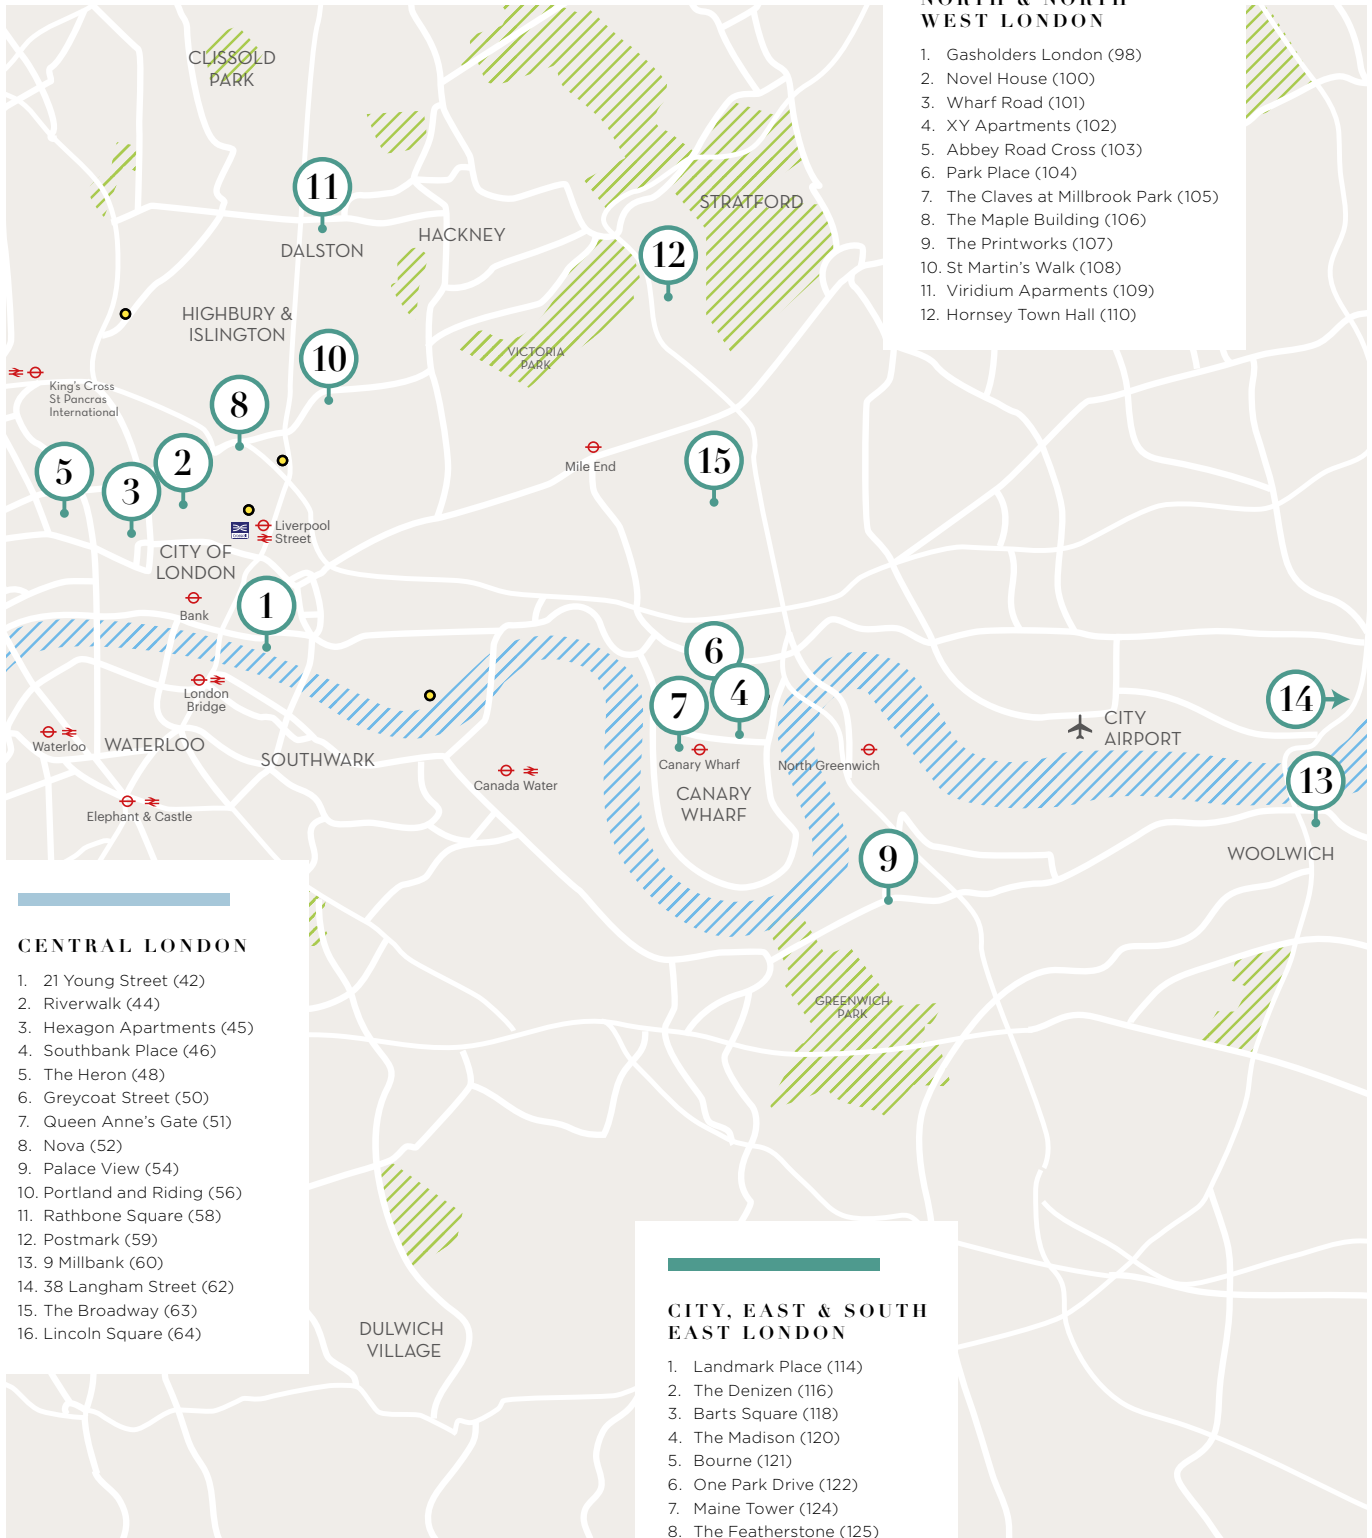 NORTH & NORTH
WEST LONDON
1. Gasholders London (98)
2. Novel House (100)
3. Wharf Road (101)
4. XY Apartments (102)
5. Abbey Road Cross (103)
6. Park Place (104)
7. The Claves at Millbrook Park (105)
8. The Maple Building (106)
9. The Printworks (107)
10. St Martin's Walk (108)
11. Viridium Aparments (109)
12. Hornsey Town Hall (110)
CLISSOLD
PARK
11
DALSTON
HACKNEY
STRATFORD
12
HIGHBURY &
ISLINGTON
10
VICTORIA
PARK
King's Cross
St Pancras
International
8
5
3
2
Mile End
15
Liverpool
Street
CITY OF
LONDON
Bank
1
London
Bridge
Waterloo
WATERLOO
SOUTHWARK
Elephant & Castle
Canada Water
6
7
4
Canary Wharf
North Greenwich
CANARY
WHARF
CITY
AIRPORT
14
13
WOOLWICH
9
GREENWICH
PARK
CENTRAL LONDON
1. 21 Young Street (42)
2. Riverwalk (44)
3. Hexagon Apartments (45)
4. Southbank Place (46)
5. The Heron (48)
6. Greycoat Street (50)
7. Queen Anne's Gate (51)
8. Nova (52)
9. Palace View (54)
10. Portland and Riding (56)
11. Rathbone Square (58)
12. Postmark (59)
13. 9 Millbank (60)
14. 38 Langham Street (62)
15. The Broadway (63)
16. Lincoln Square (64)
DULWICH
VILLAGE
CITY, EAST & SOUTH
EAST LONDON
1. Landmark Place (114)
2. The Denizen (116)
3. Barts Square (118)
4. The Madison (120)
5. Bourne (121)
6. One Park Drive (122)
7. Maine Tower (124)
8. The Featherstone (125)